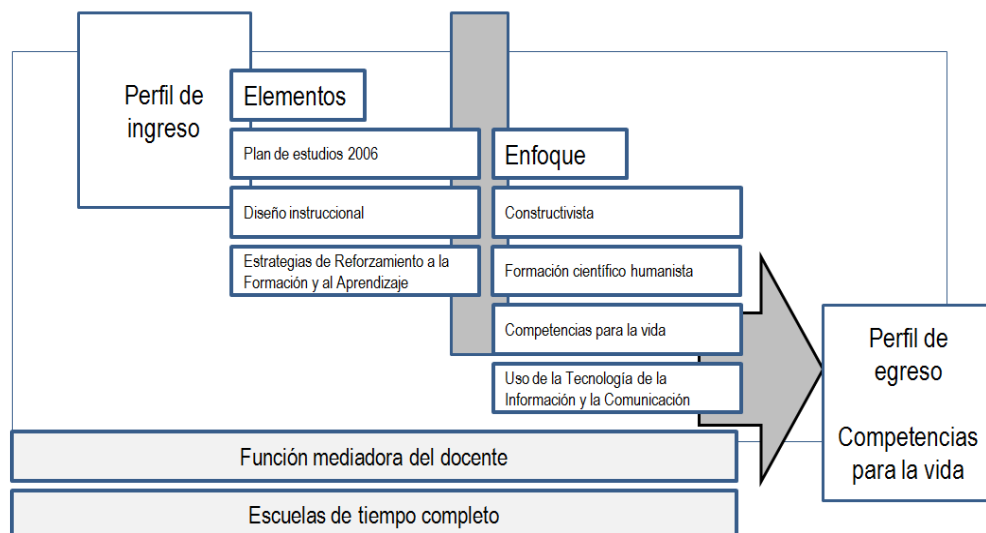 Perfil de
ingreso
Elementos
Plan de estudios 2006
Diseño instruccional
Estrategias de Reforzamiento a la
Formación y al Aprendizaje
Enfoque
Constructivista
Formación científico humanista
Competencias para la vida
Uso de la Tecnología de la
Información y la Comunicación
Perfil de
egreso
Competencias
para la vida
Función mediadora del docente
Escuelas de tiempo completo